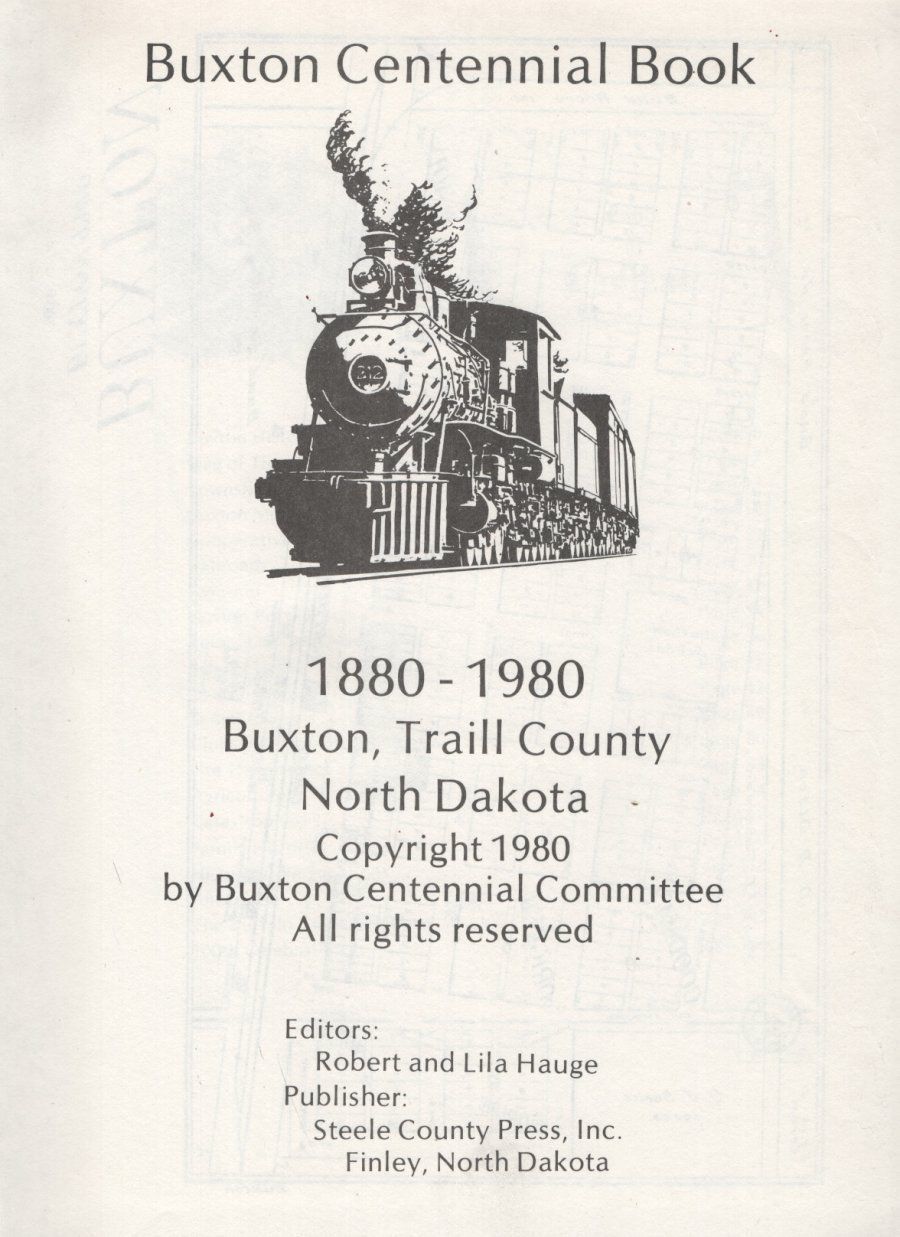 Buxton Centennial Book
212
1880 - 1980
Buxton, Traill County
North Dakota
Copyright 1980
by Buxton Centennial Committee
All rights reserved
Editors:
Robert and Lila Hauge
Publisher:
Steele County Press, Inc.
Finley, North Dakota